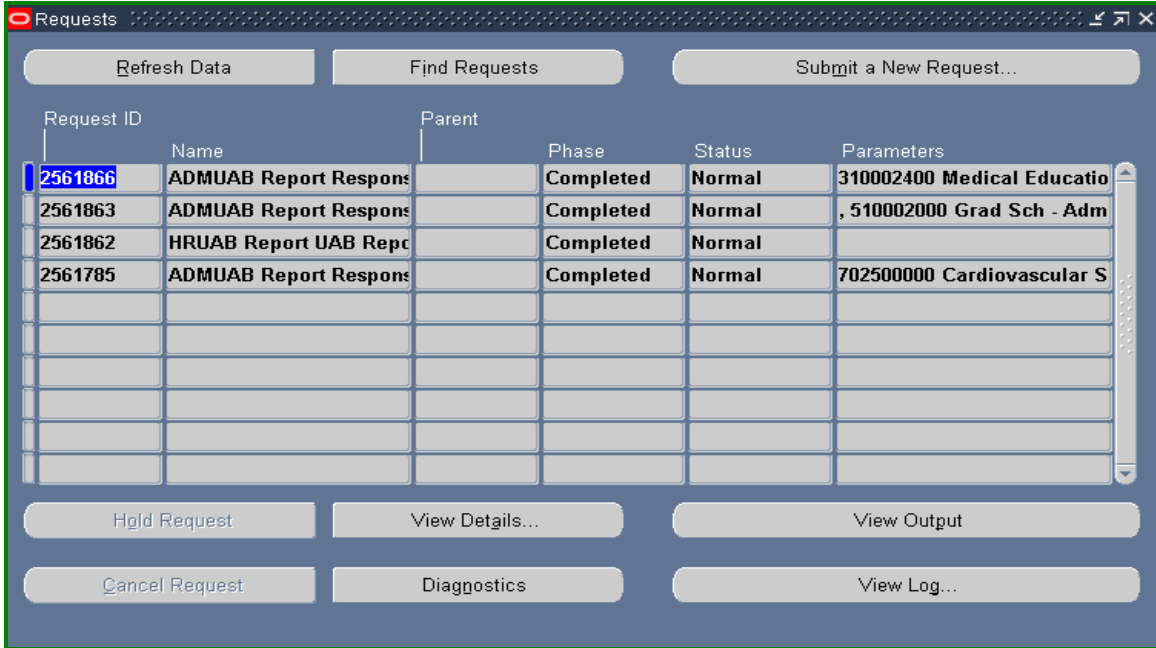 Requests
Refresh Data Find Requests Submit a New Request...
Request ID Parent
Name Phase Status Parameters
2561866 ADMUAB Report Respons Completed Normal 310002400 Medical Educatio
2561863 ADMUAB Report Respons Completed Normal , 510002000 Grad Sch - Adm
2561862 HRUAB Report UAB Repo Completed Normal
2561785 ADMUAB Report Respons Completed Normal 702500000 Cardiovascular S
Hold Request View Details... View Output
Cancel Request Diagnostics View Log...